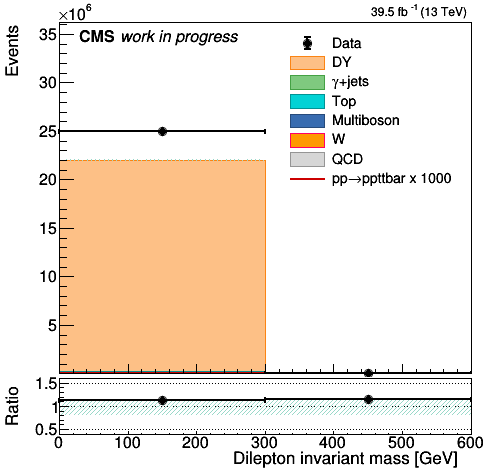 ×10⁶
39.5 fb⁻¹ (13 TeV)
Events
CMS work in progress
Data
DY
γ+jets
Top
Multiboson
W
QCD
pp→ppttbar x 1000
35
30
25
20
15
10
5
Ratio
1.5
1
0.5
0 100 200 300 400 500 600
Dilepton invariant mass [GeV]